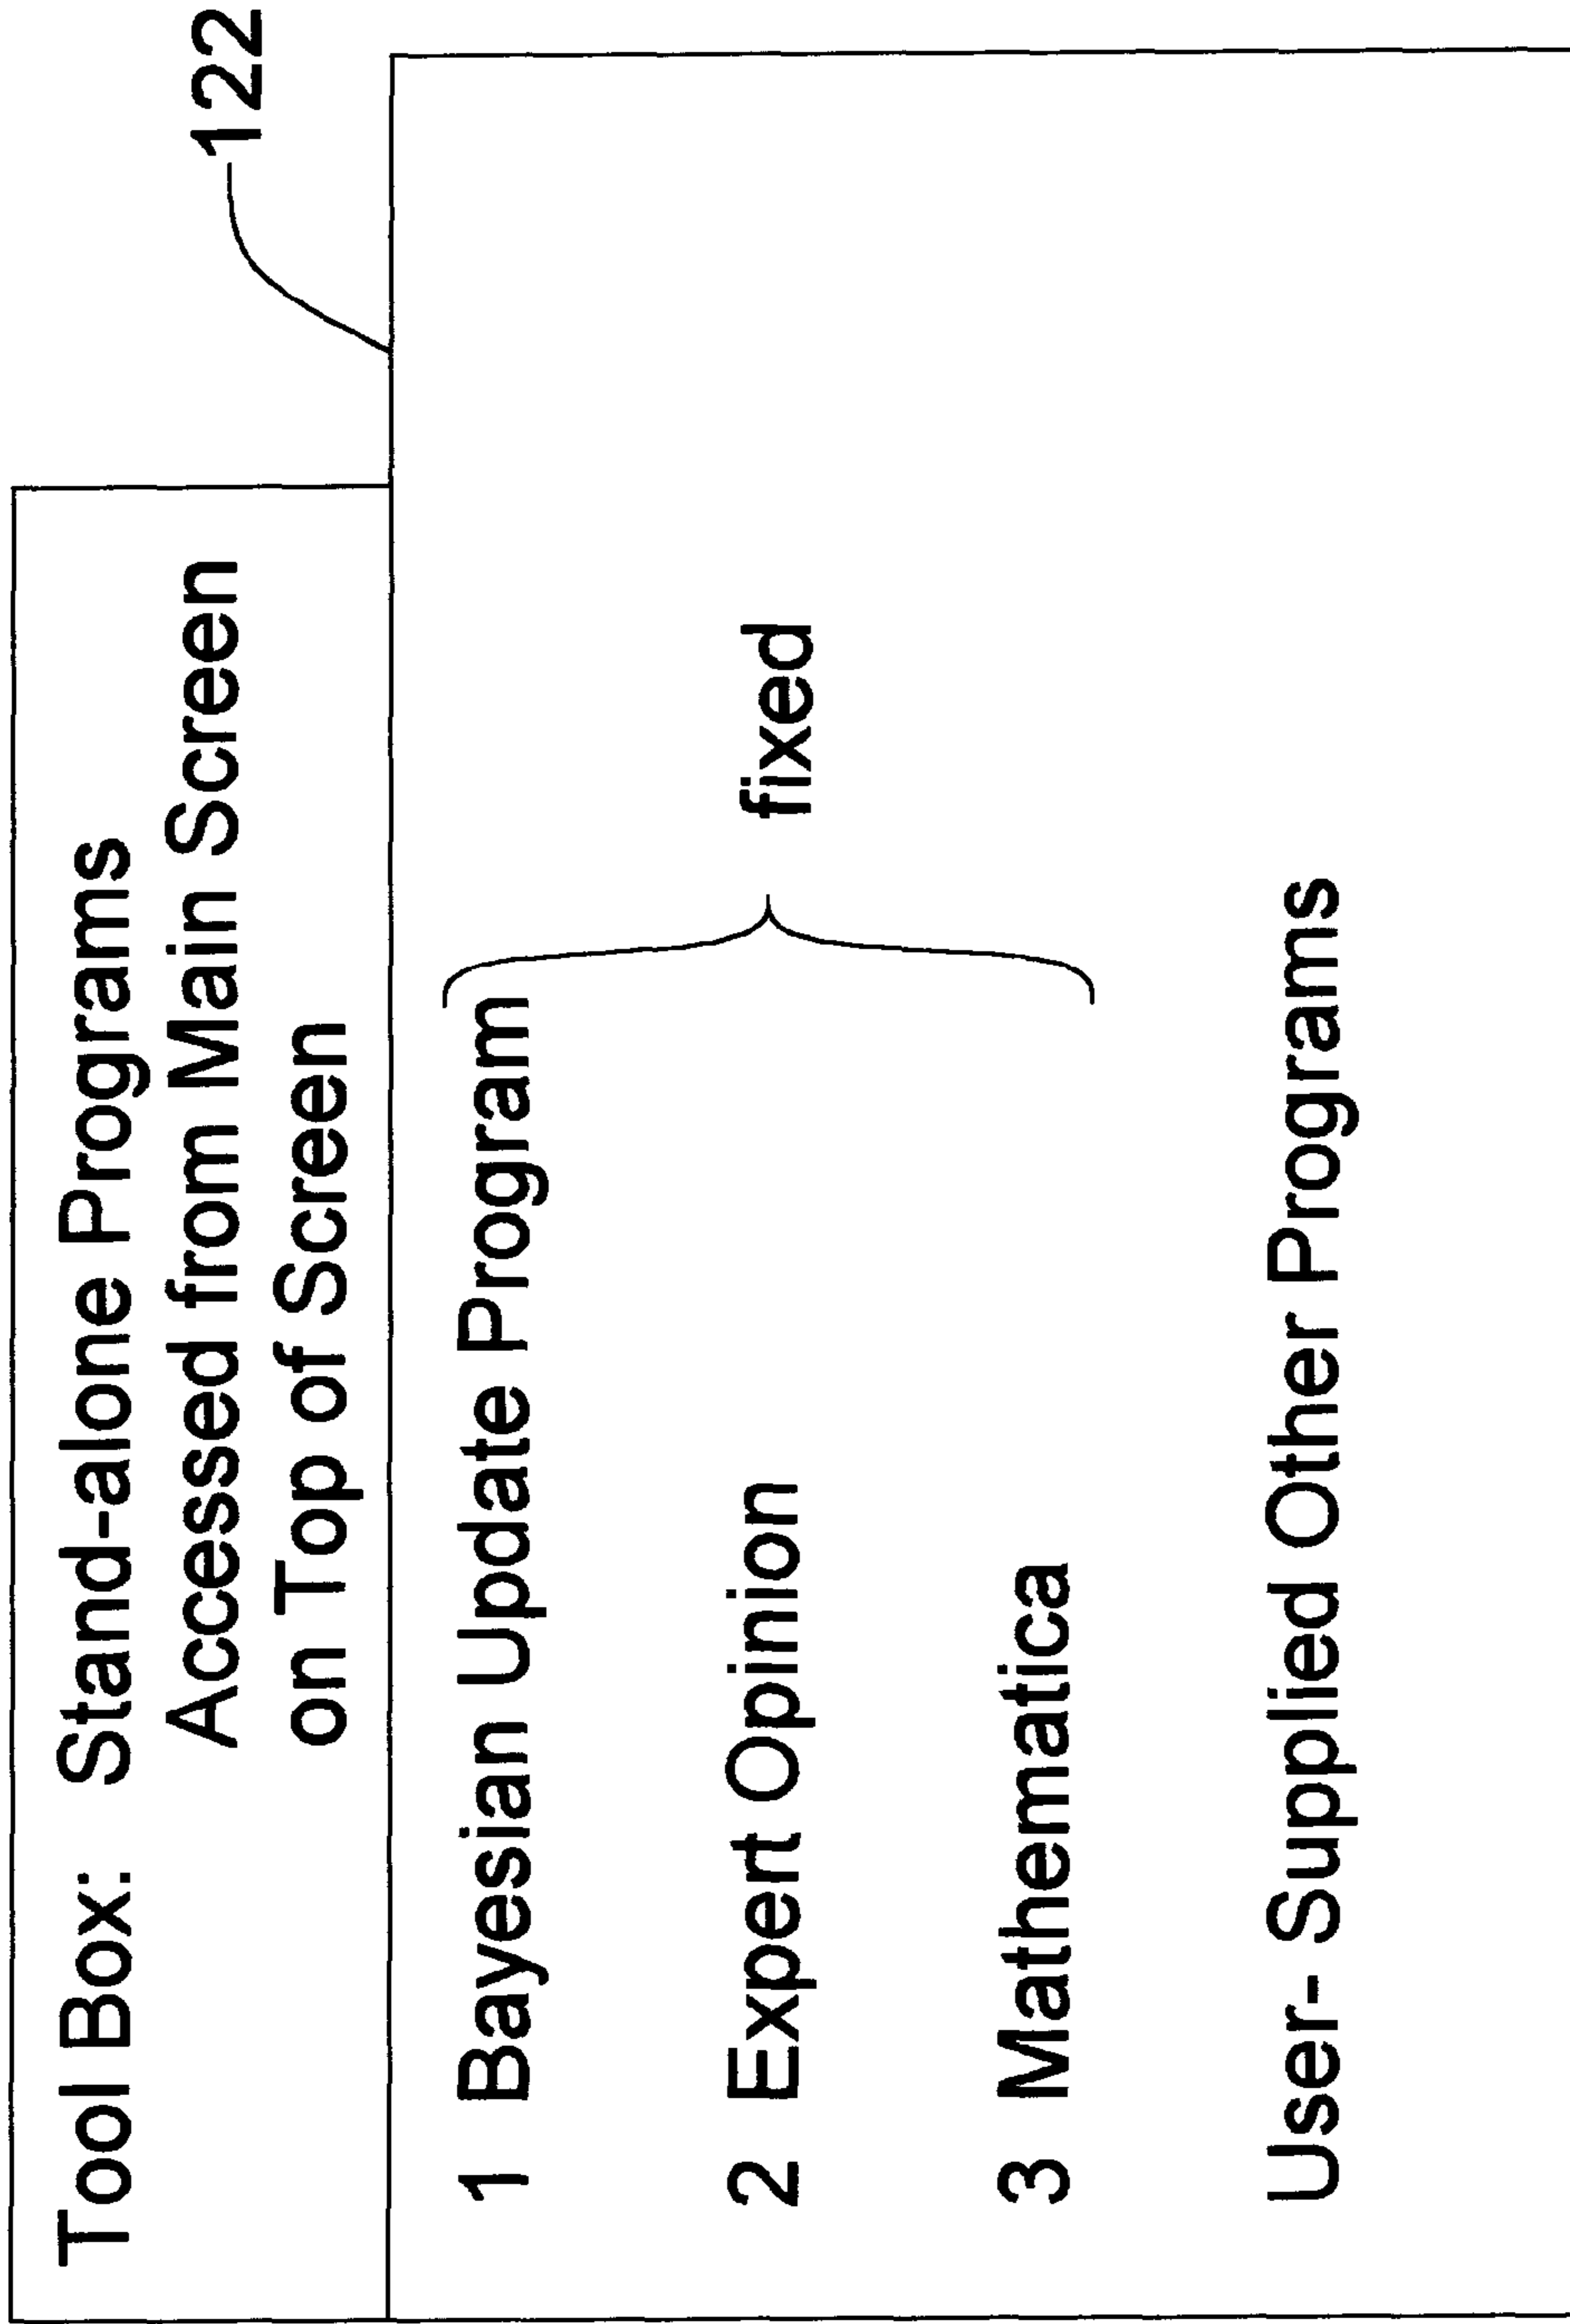 122
Tool Box: Stand-alone Programs
Accessed from Main Screen
on Top of Screen
1 Bayesian Update Program
2 Expert Opinion
fixed
3 Mathematica
User- Supplied Other Programs